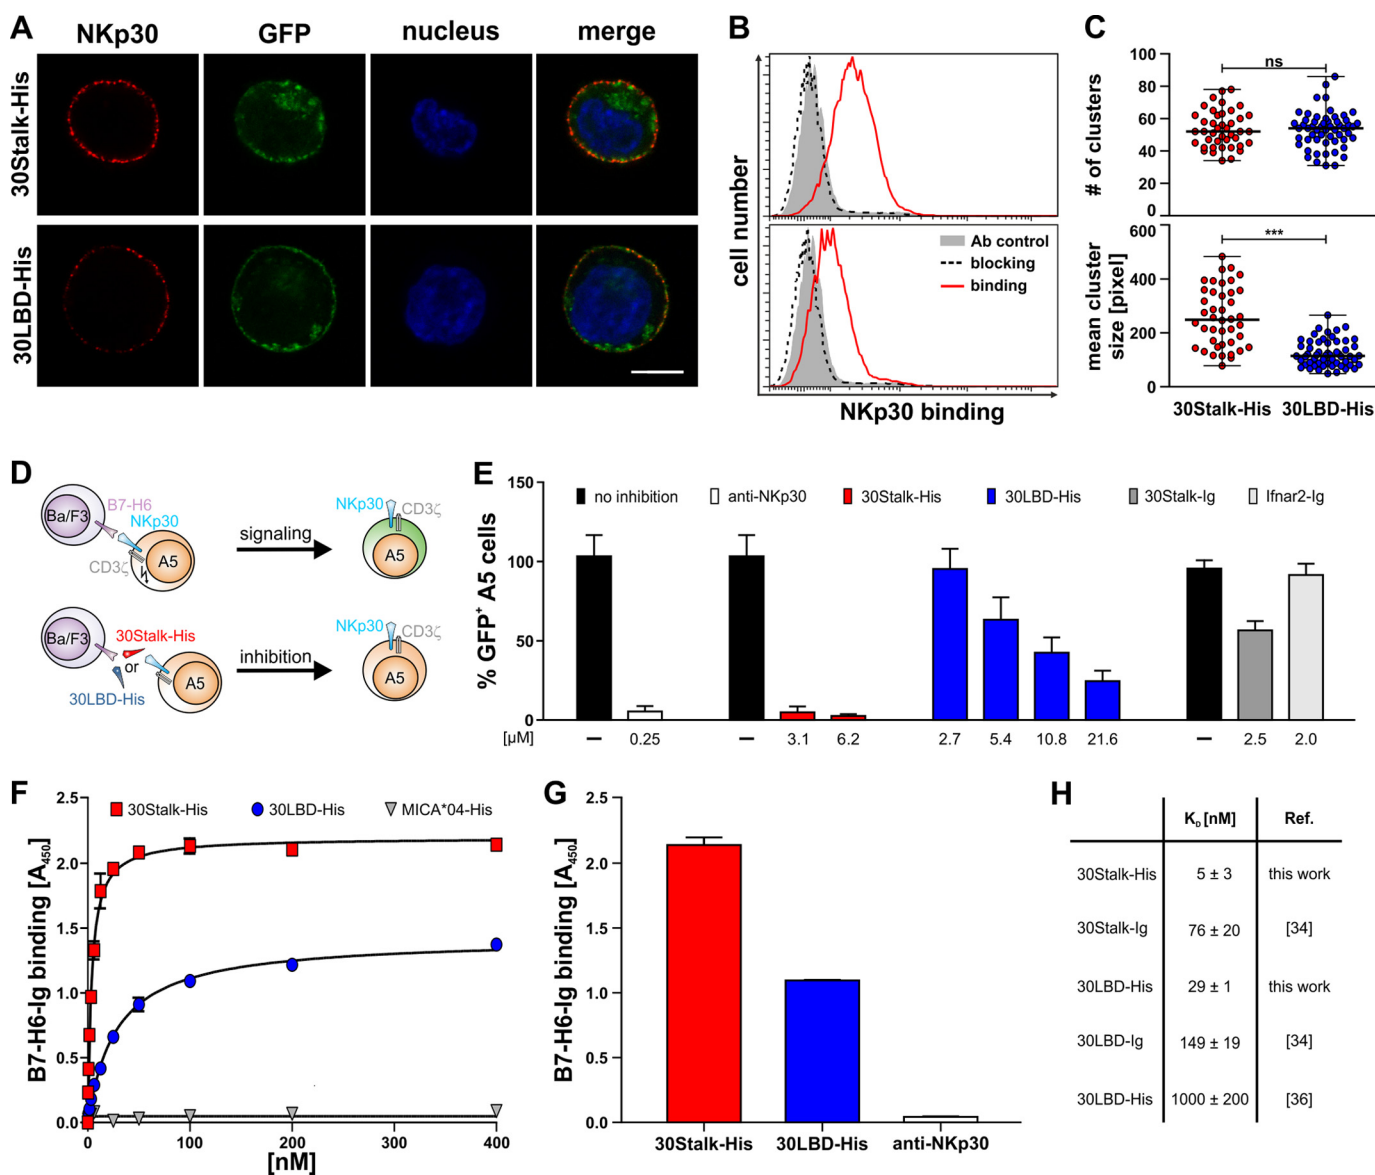 A
NKp30 GFP nucleus merge
30Stalk-His
30LBD-His
B
cell number
Ab control
blocking
binding
NKp30 binding
C
# of clusters
100
80
60
40
20
0
ns
mean cluster size [pixel]
600
400
200
0
***
30Stalk-His 30LBD-His
D
Ba/F3
B7-H6
NKp30
CD3ζ
A5
signaling
NKp30
CD3ζ
A5
Ba/F3
30Stalk-His
or
30LBD-His
A5
inhibition
NKp30
CD3ζ
A5
E
% GFP+ A5 cells
150
100
50
0
no inhibition anti-NKp30 30Stalk-His 30LBD-His 30Stalk-Ig Ifnar2-Ig
[µM] – 0.25 – 3.1 6.2 2.7 5.4 10.8 21.6 – 2.5 2.0
F
B7-H6-Ig binding [A450]
2.5
2.0
1.5
1.0
0.5
0.0
30Stalk-His 30LBD-His MICA*04-His
0 100 200 300 400
[nM]
G
B7-H6-Ig binding [A450]
2.5
2.0
1.5
1.0
0.5
0.0
30Stalk-His 30LBD-His anti-NKp30
H
KD [nM] Ref.
30Stalk-His 5 ± 3 this work
30Stalk-Ig 76 ± 20 [34]
30LBD-His 29 ± 1 this work
30LBD-Ig 149 ± 19 [34]
30LBD-His 1000 ± 200 [36]